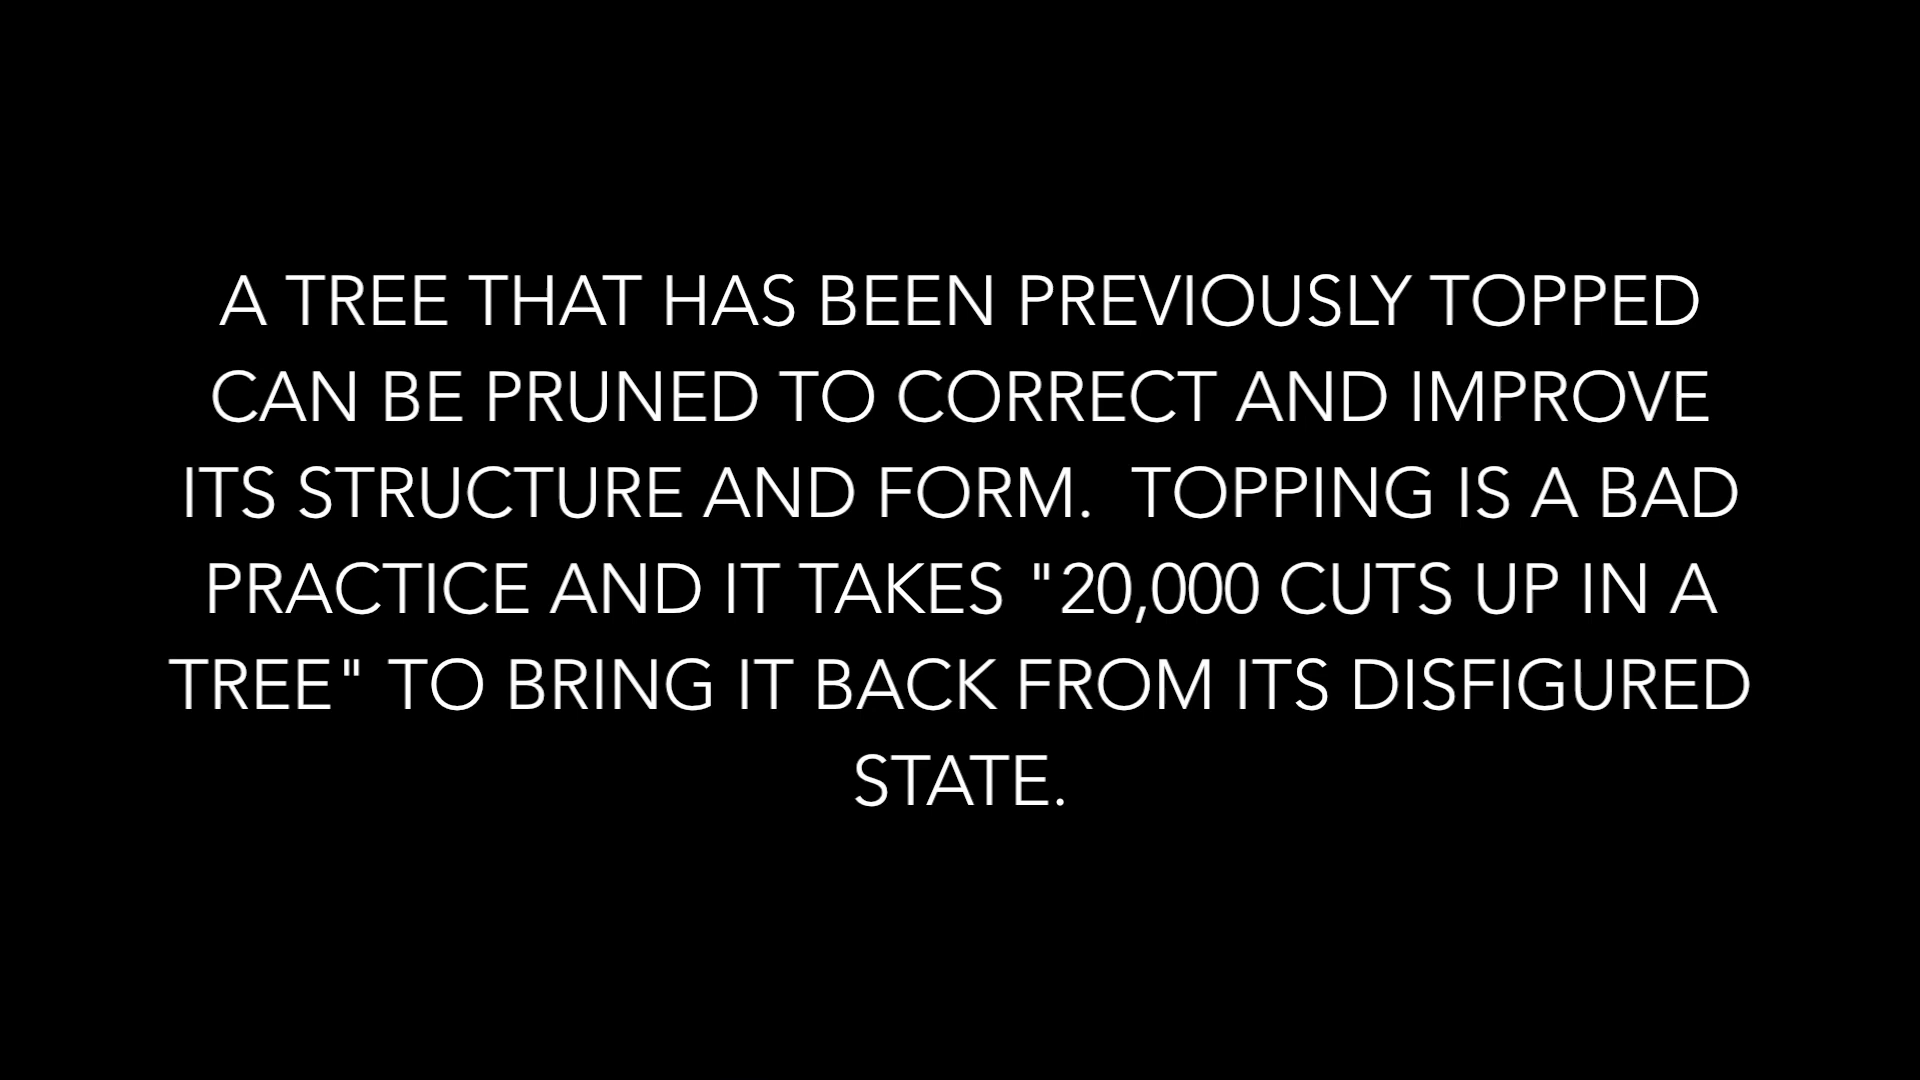 A TREE THAT HAS BEEN PREVIOUSLY TOPPED
CAN BE PRUNED TO CORRECT AND IMPROVE
ITS STRUCTURE AND FORM.  TOPPING IS A BAD
PRACTICE AND IT TAKES "20,000 CUTS UP IN A
TREE" TO BRING IT BACK FROM ITS DISFIGURED
STATE.